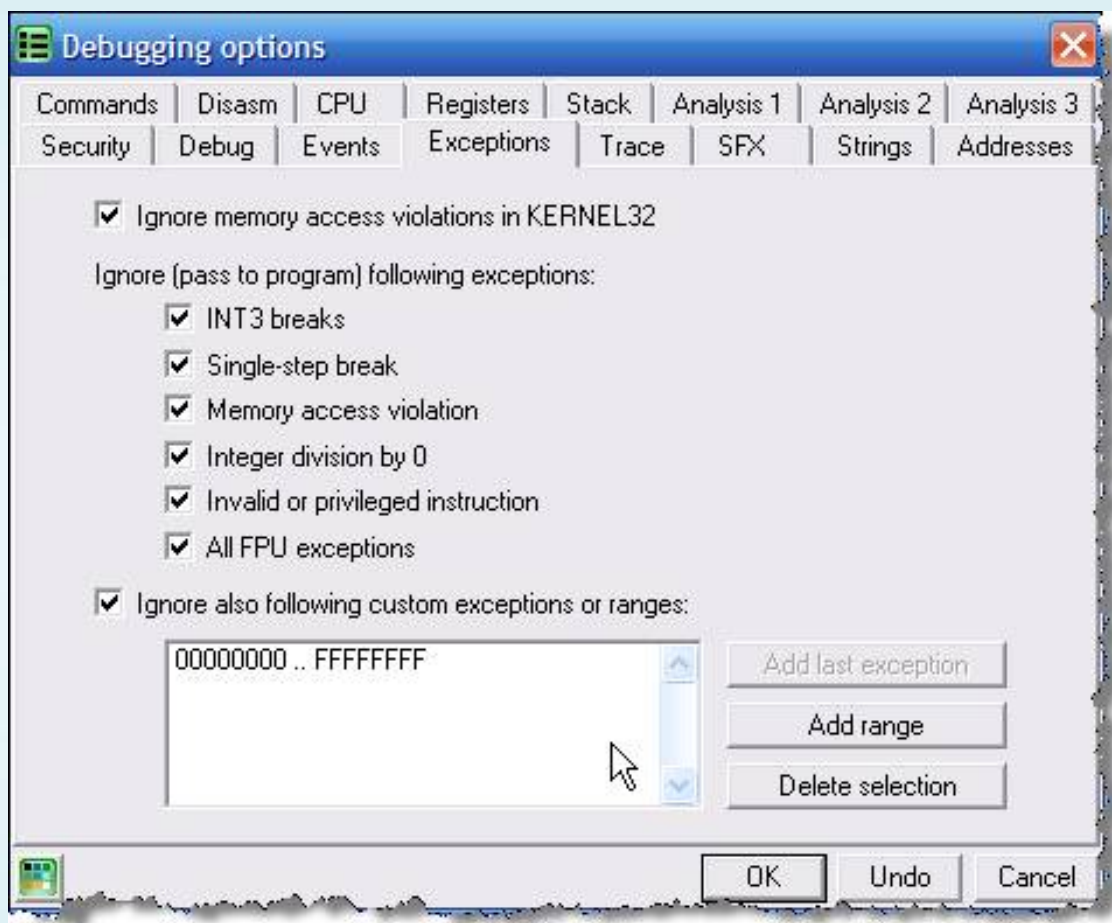 Debugging options
Commands Disasm CPU Registers Stack Analysis 1 Analysis 2 Analysis 3
Security Debug Events Exceptions Trace SFX Strings Addresses
Ignore memory access violations in KERNEL32
Ignore (pass to program) following exceptions:
INT3 breaks
Single-step break
Memory access violation
Integer division by 0
Invalid or privileged instruction
All FPU exceptions
Ignore also following custom exceptions or ranges:
00000000 .. FFFFFFFF
Add last exception
Add range
Delete selection
OK Undo Cancel